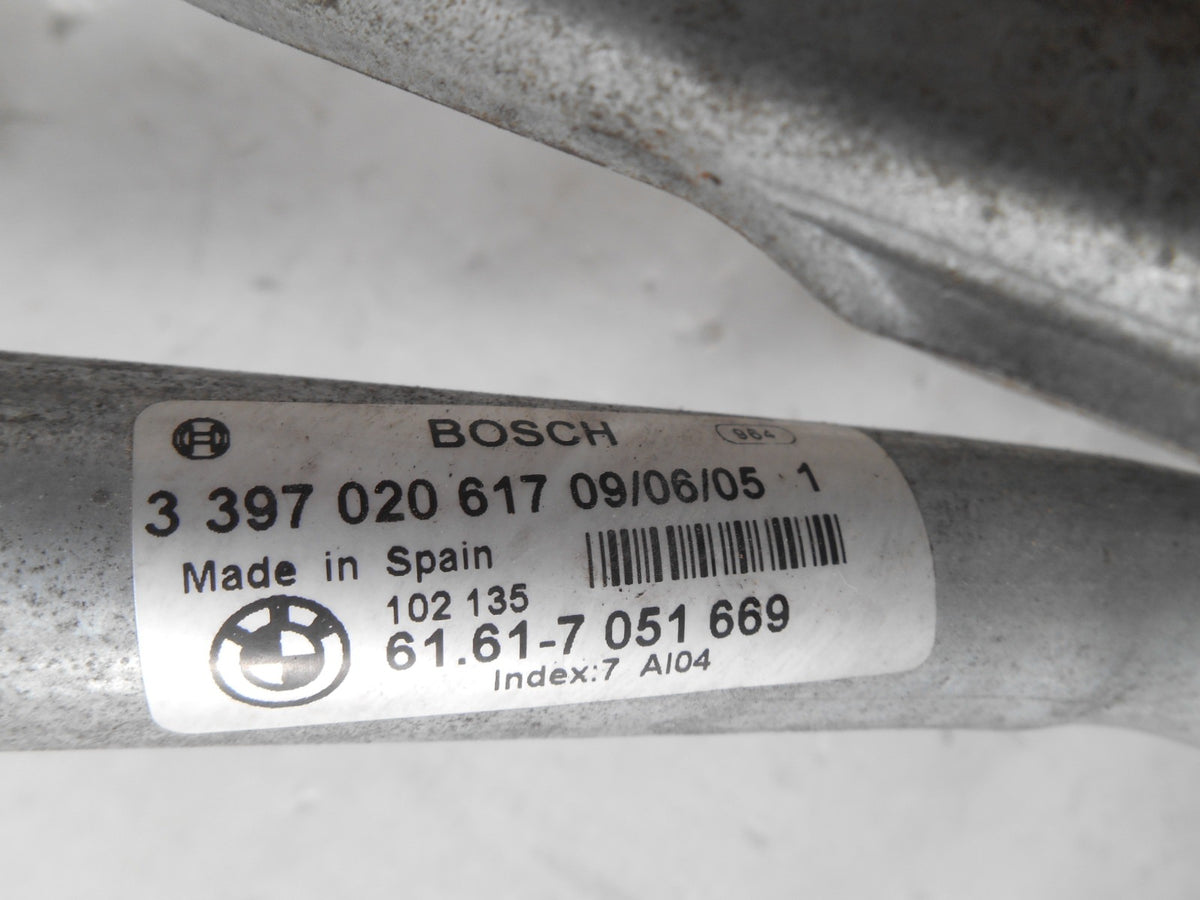 BOSCH 964
3 397 020 617 09/06/05 1
Made in Spain
102 135
61.61-7 051 669
Index:7 AI04